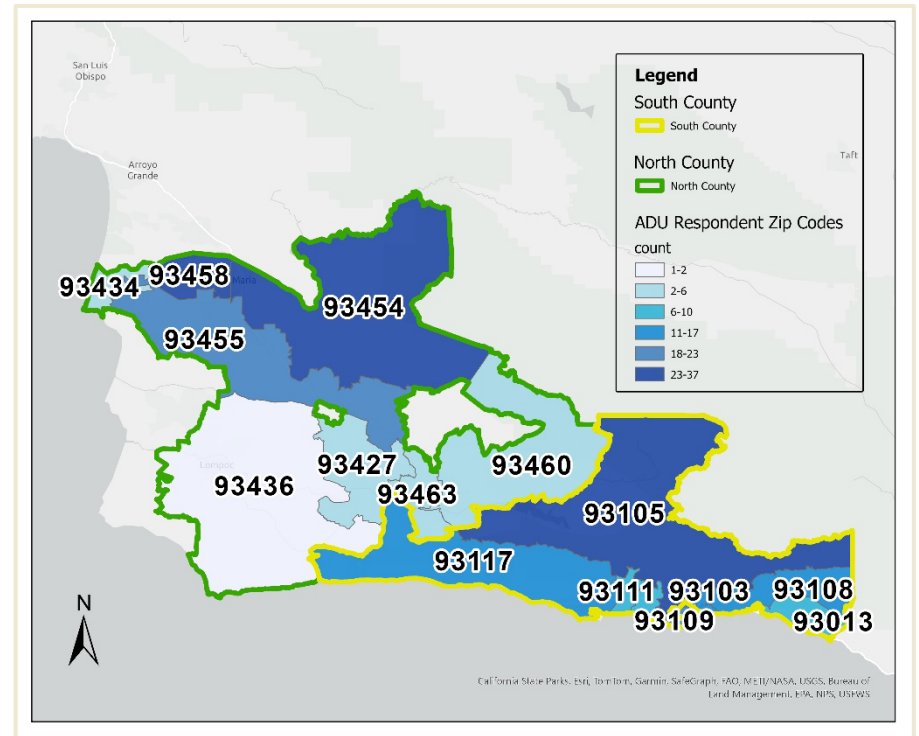 San Luis
Obispo
Arroyo
Grande
Taft
Legend
South County
South County
North County
North County
ADU Respondent Zip Codes
count
1-2
2-6
6-10
11-17
18-23
23-37
93434
93458
93454
93455
93436
Lompoc
93427
93463
93460
93105
93117
93111
93103
93108
93109
93013
N
California State Parks, Esri, TomTom, Garmin, SafeGraph, FAO, METI/NASA, USGS, Bureau of
Land Management, EPA, NPS, USFWS